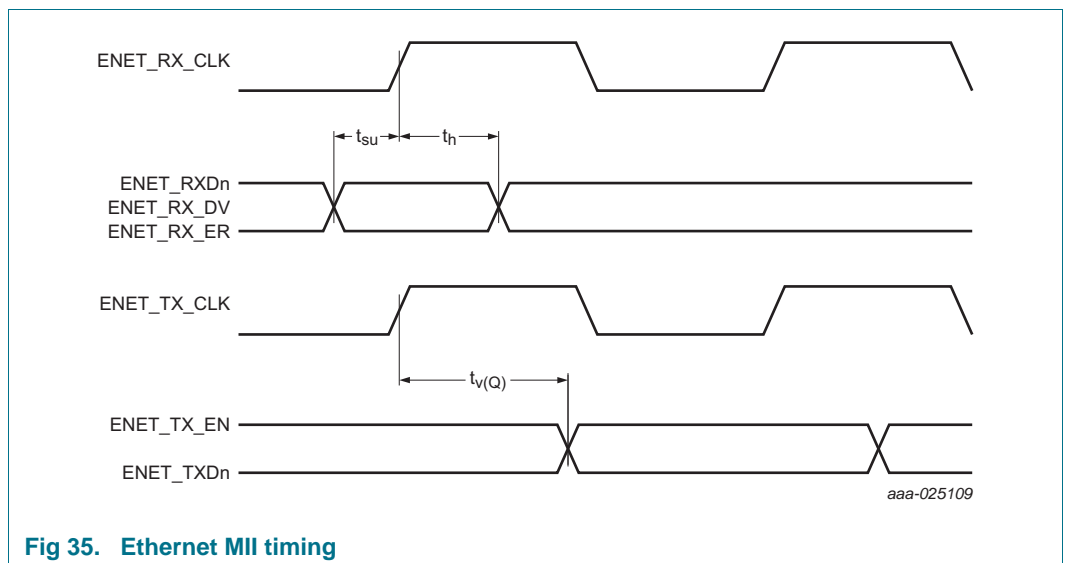 ENET_RX_CLK
tsu
th
ENET_RXDn
ENET_RX_DV
ENET_RX_ER
ENET_TX_CLK
tv(Q)
ENET_TX_EN
ENET_TXDn
aaa-025109
Fig 35. Ethernet MII timing